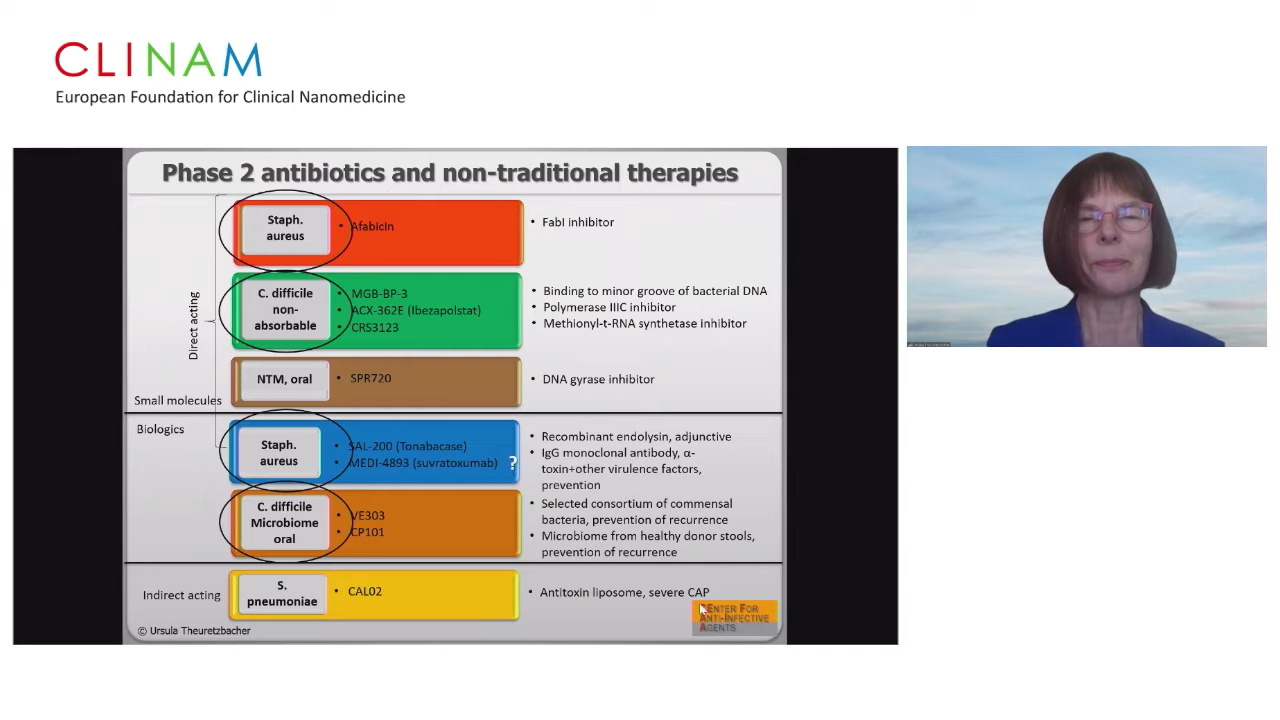 CLINAM
European Foundation for Clinical Nanomedicine
Phase 2 antibiotics and non-traditional therapies
Direct acting
Staph.
aureus
• Afabicin
• FabI inhibitor
C. difficile
non-
absorbable
• MGB-BP-3
• ACX-362E (Ibezapolstat)
• CRS3123
• Binding to minor groove of bacterial DNA
• Polymerase IIIC inhibitor
• Methionyl-t-RNA synthetase inhibitor
NTM, oral
• SPR720
• DNA gyrase inhibitor
Small molecules
Biologics
Staph.
aureus
• SAL-200 (Tonabacase)
• MEDI-4893 (suvratoxumab) ?
• Recombinant endolysin, adjunctive
• IgG monoclonal antibody, α-
toxin+other virulence factors,
prevention
C. difficile
Microbiome
oral
• VE303
• CP101
• Selected consortium of commensal
bacteria, prevention of recurrence
• Microbiome from healthy donor stools,
prevention of recurrence
Indirect acting
S.
pneumoniae
• CAL02
• Antitoxin liposome, severe CAP
© Ursula Theuretzbacher
CENTER FOR
ANTI-INFECTIVE
AGENTS